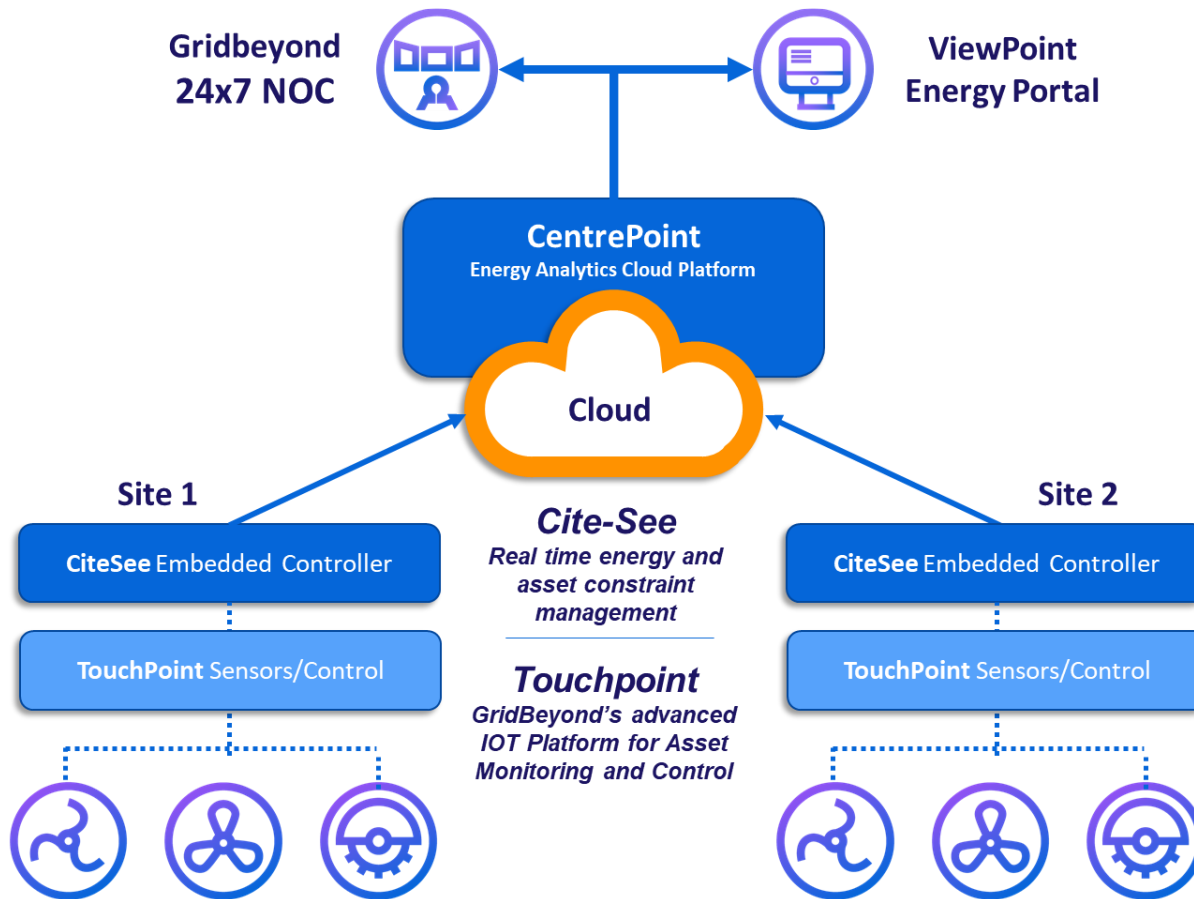 Gridbeyond
24x7 NOC
ViewPoint
Energy Portal
CentrePoint
Energy Analytics Cloud Platform
Cloud
Site 1
CiteSee Embedded Controller
TouchPoint Sensors/Control
Cite-See
Real time energy and
asset constraint
management
Touchpoint
GridBeyond’s advanced
IOT Platform for Asset
Monitoring and Control
Site 2
CiteSee Embedded Controller
TouchPoint Sensors/Control